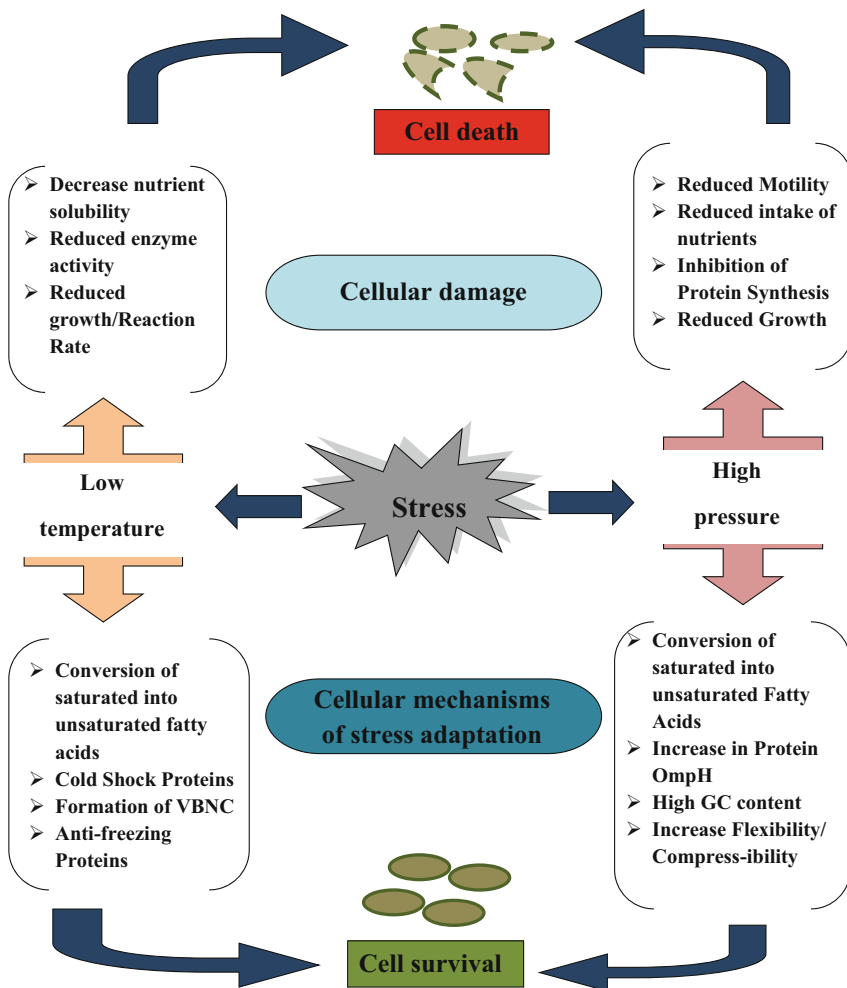 Cell death
➢ Decrease nutrient
solubility
➢ Reduced enzyme
activity
➢ Reduced
growth/Reaction
Rate
Cellular damage
➢ Reduced Motility
➢ Reduced intake of
nutrients
➢ Inhibition of
Protein Synthesis
➢ Reduced Growth
Low
temperature
Stress
High
pressure
➢ Conversion of
saturated into
unsaturated fatty
acids
➢ Cold Shock Proteins
➢ Formation of VBNC
➢ Anti-freezing
Proteins
Cellular mechanisms
of stress adaptation
➢ Conversion of
saturated into
unsaturated Fatty
Acids
➢ Increase in Protein
OmpH
➢ High GC content
➢ Increase Flexibility/
Compress-ibility
Cell survival